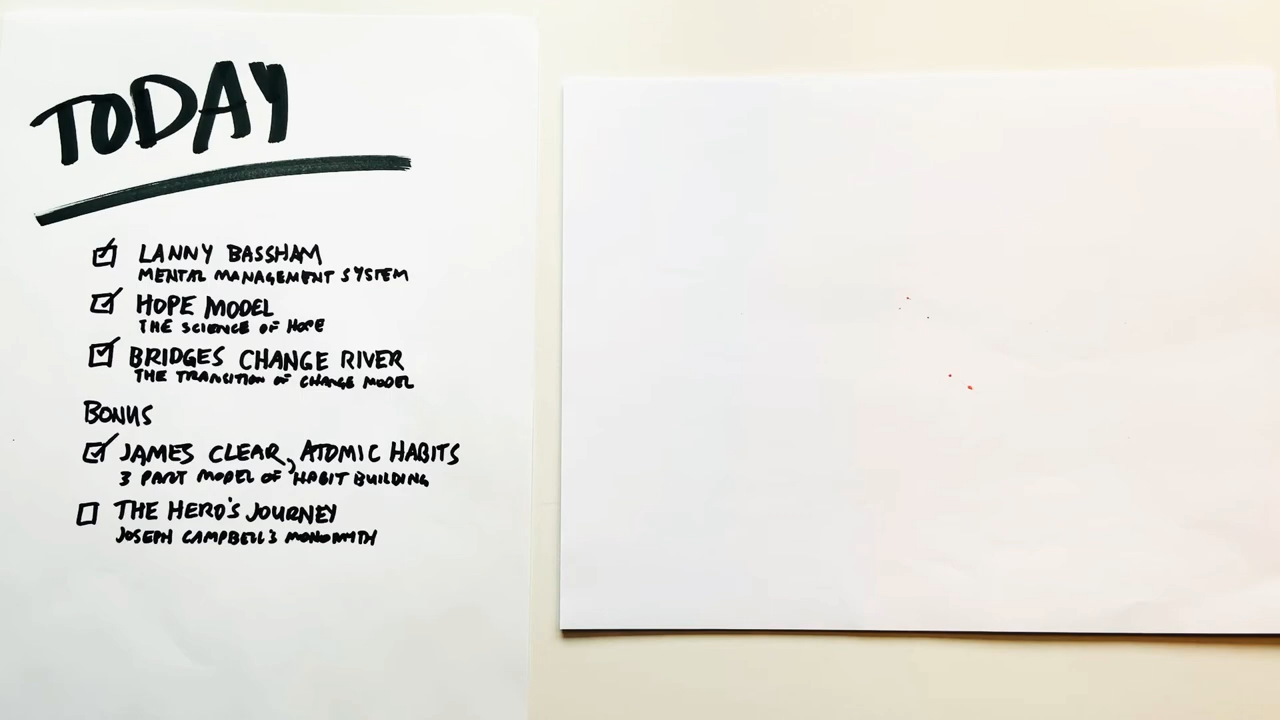 TODAY
LANNY BASSHAM
MENTAL MANAGEMENT SYSTEM
HOPE MODEL
THE SCIENCE OF HOPE
BRIDGES CHANGE RIVER
THE TRANSITION OF CHANGE MODEL
BONUS
JAMES CLEAR, ATOMIC HABITS
3 PART MODEL OF HABIT BUILDING
THE HERO'S JOURNEY
JOSEPH CAMPBELL'S MONOMYTH